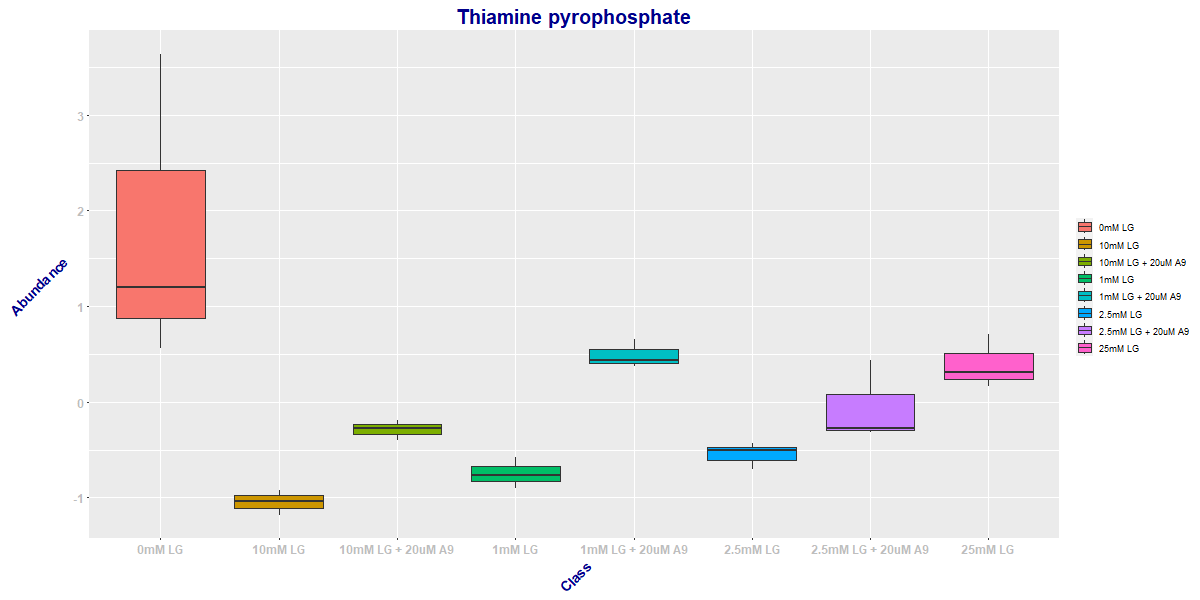 Thiamine pyrophosphate
Abundance
3
2
1
0
-1
0mM LG
10mM LG
10mM LG + 20uM A9
1mM LG
1mM LG + 20uM A9
2.5mM LG
2.5mM LG + 20uM A9
25mM LG
Class
0mM LG
10mM LG
10mM LG + 20uM A9
1mM LG
1mM LG + 20uM A9
2.5mM LG
2.5mM LG + 20uM A9
25mM LG